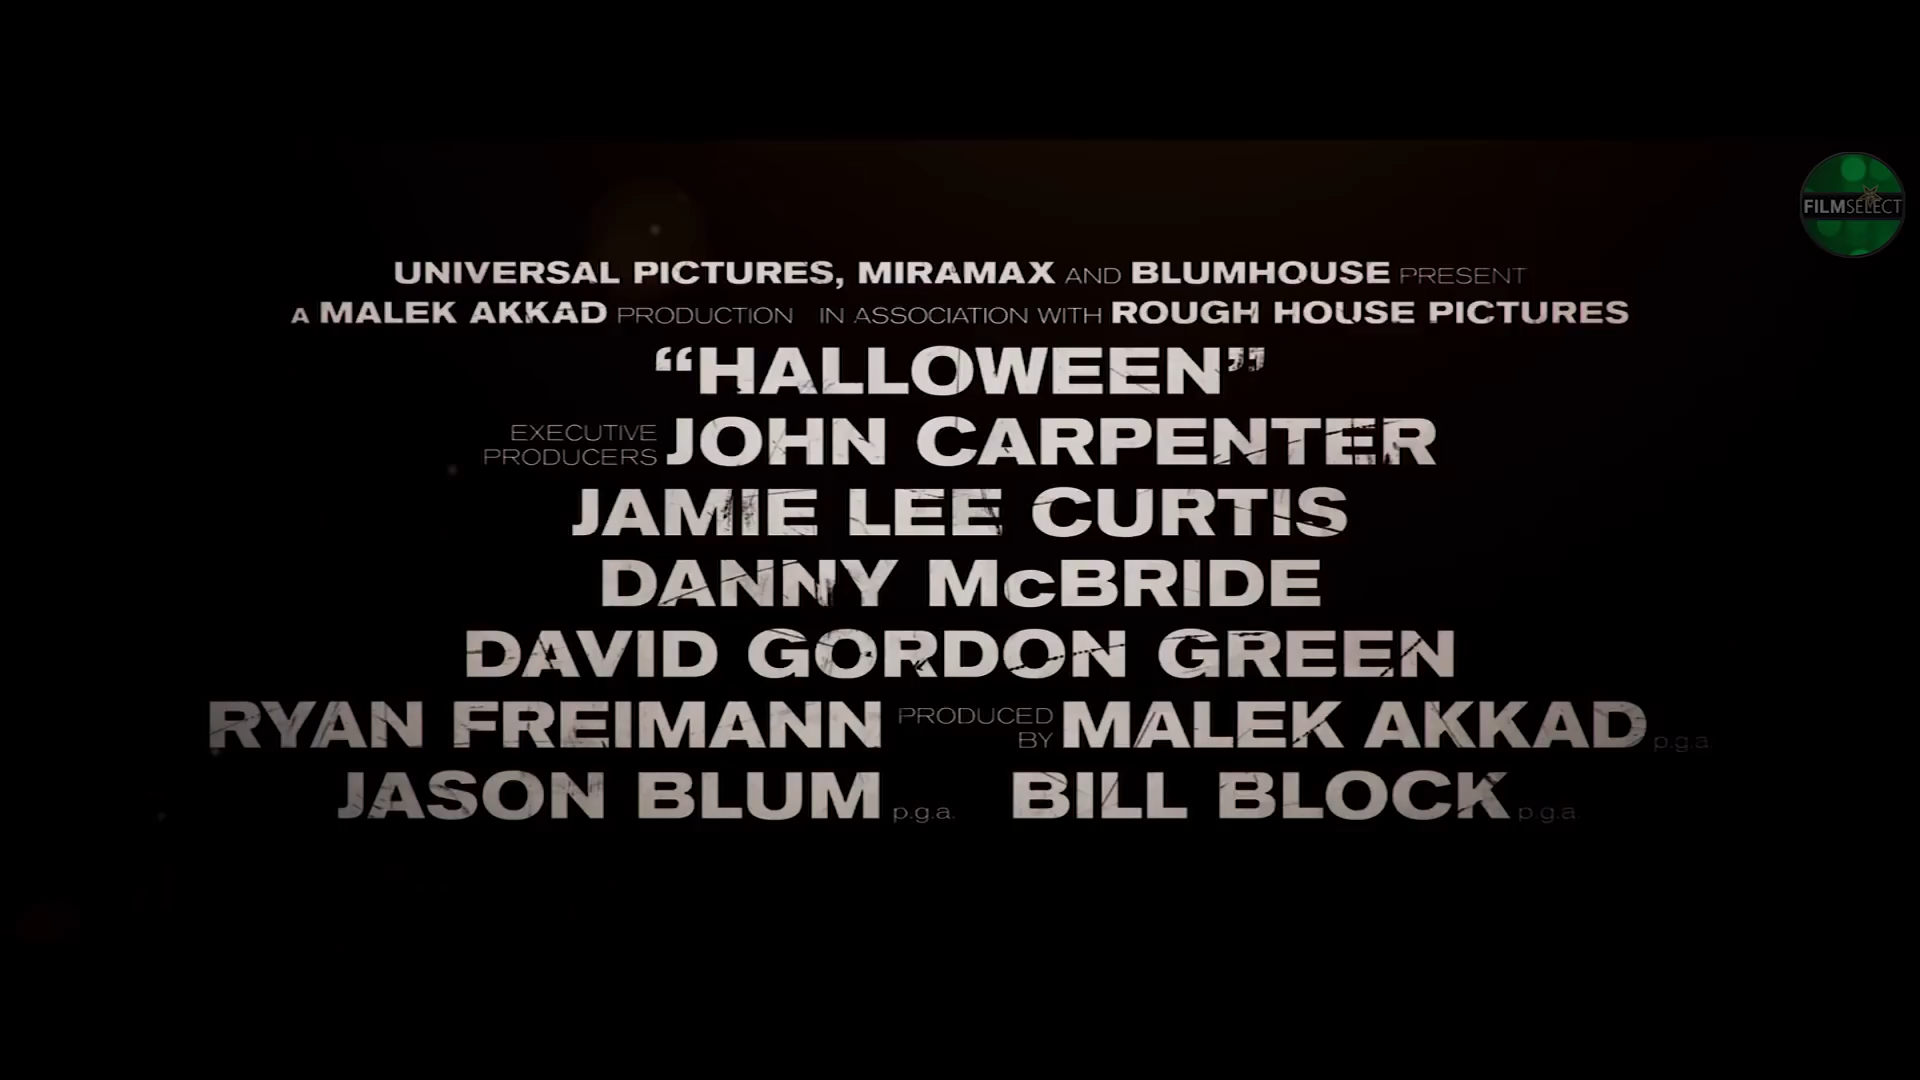 FILMSELECT
UNIVERSAL PICTURES, MIRAMAX AND BLUMHOUSE PRESENT
A MALEK AKKAD PRODUCTION IN ASSOCIATION WITH ROUGH HOUSE PICTURES
“HALLOWEEN”
EXECUTIVE PRODUCERS JOHN CARPENTER
JAMIE LEE CURTIS
DANNY McBRIDE
DAVID GORDON GREEN
RYAN FREIMANN PRODUCED BY MALEK AKKAD p.g.a.
JASON BLUM p.g.a. BILL BLOCK p.g.a.